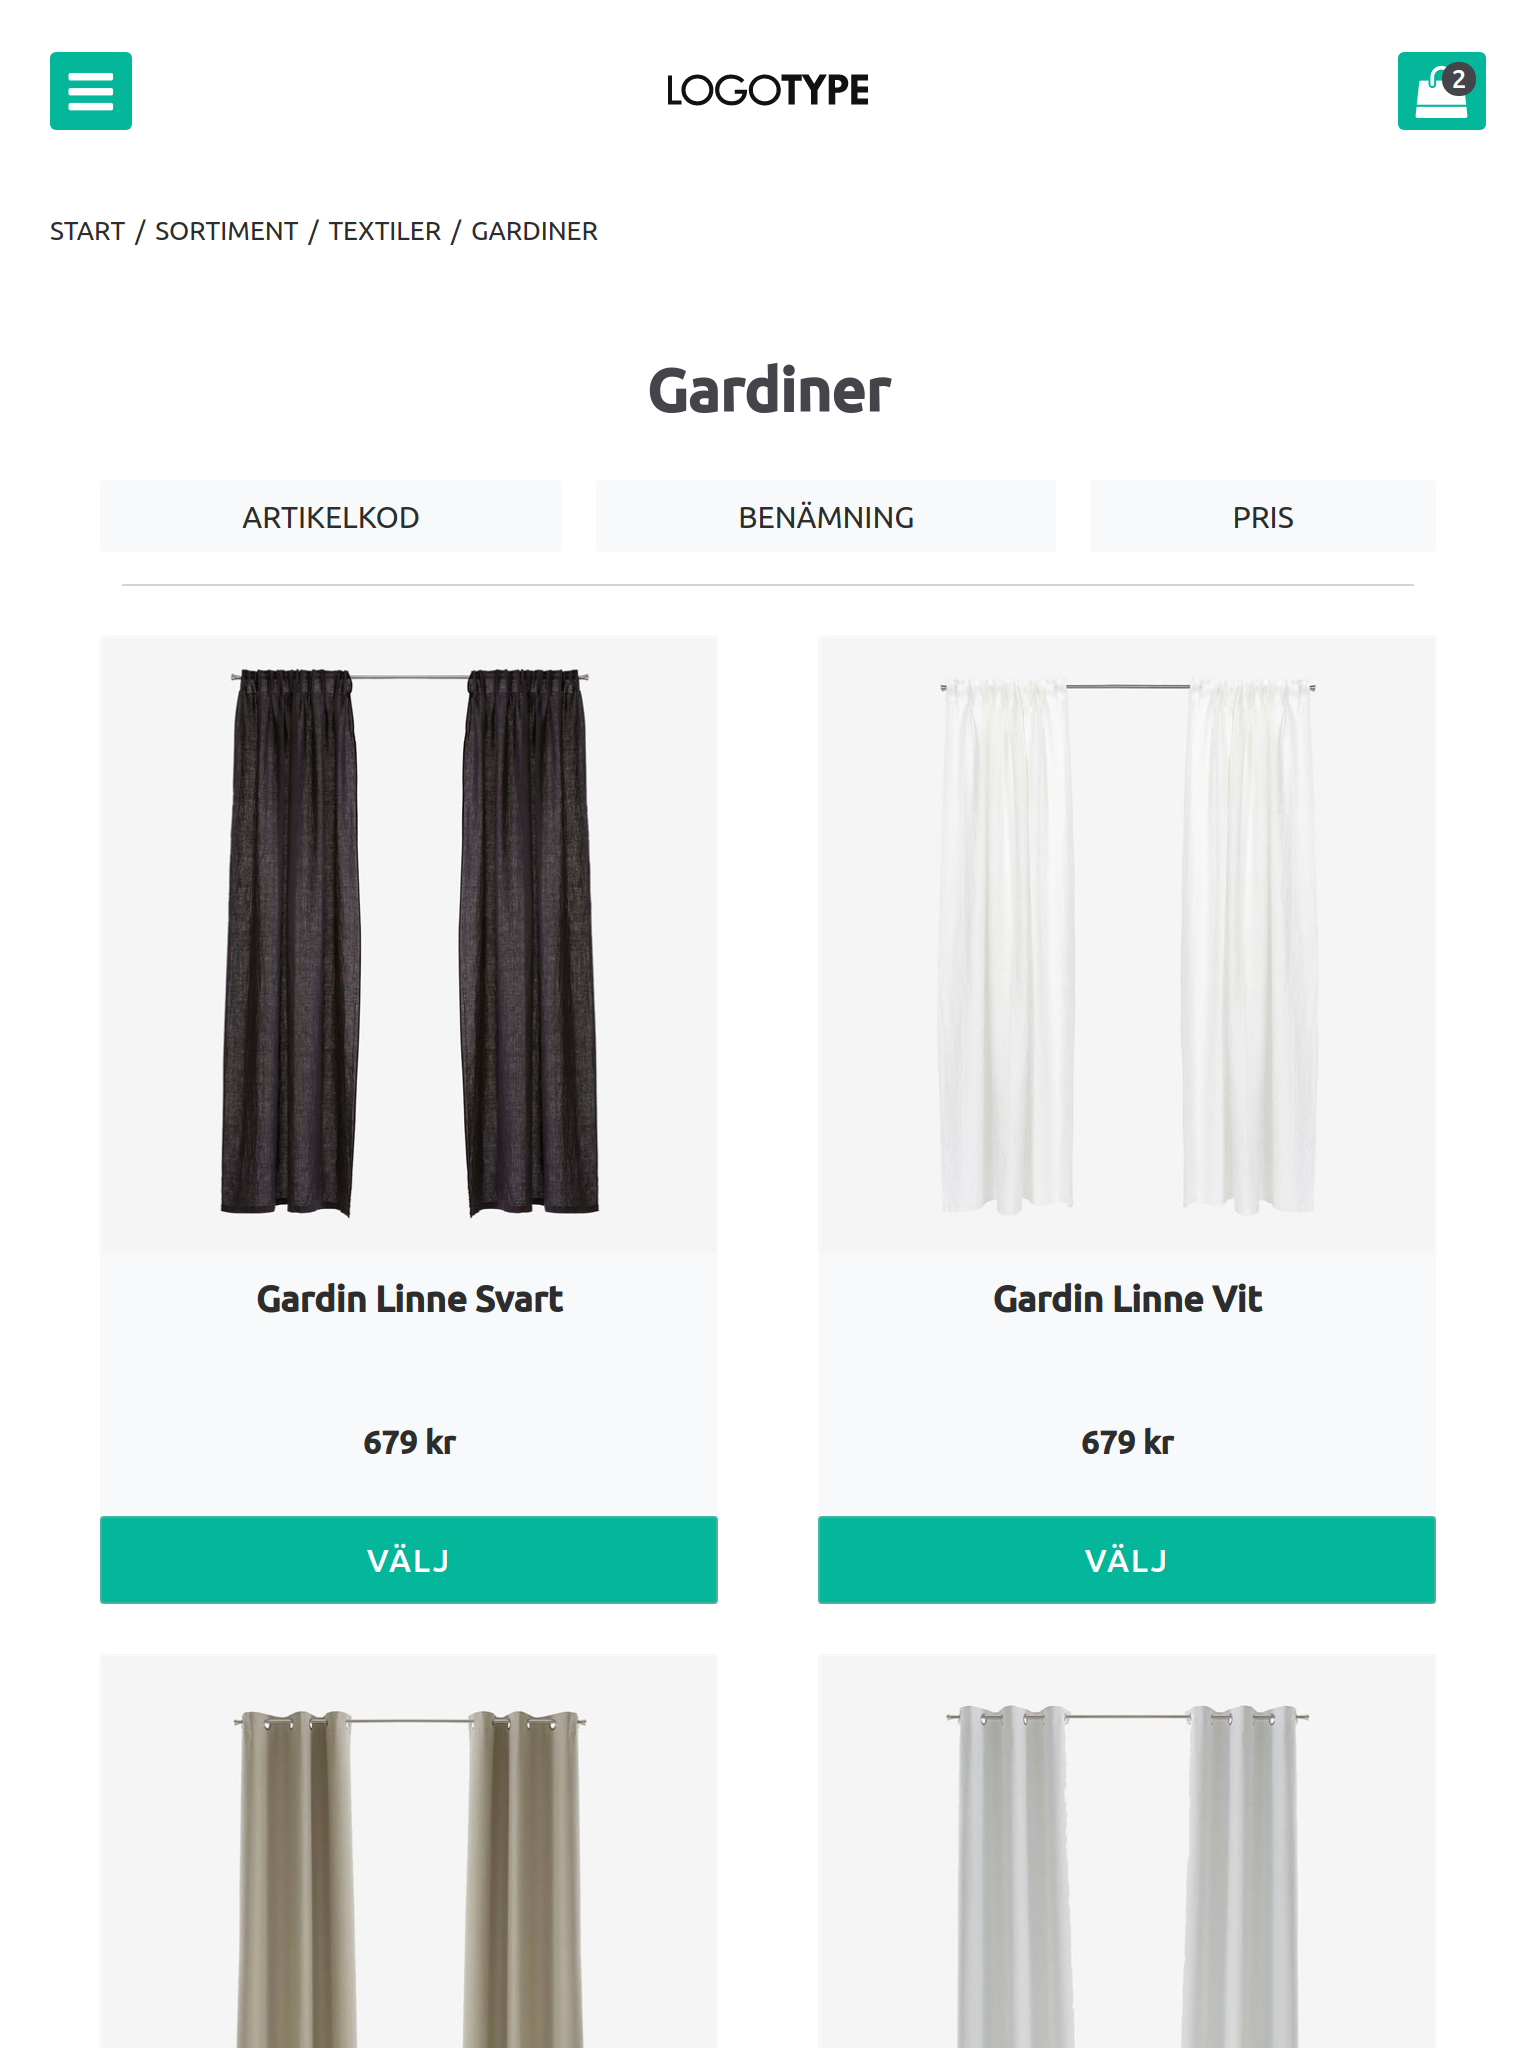 LOGOTYPE
2
START / SORTIMENT / TEXTILER / GARDINER
Gardiner
ARTIKELKOD BENÄMNING PRIS
Gardin Linne Svart Gardin Linne Vit
679 kr 679 kr
VÄLJ VÄLJ